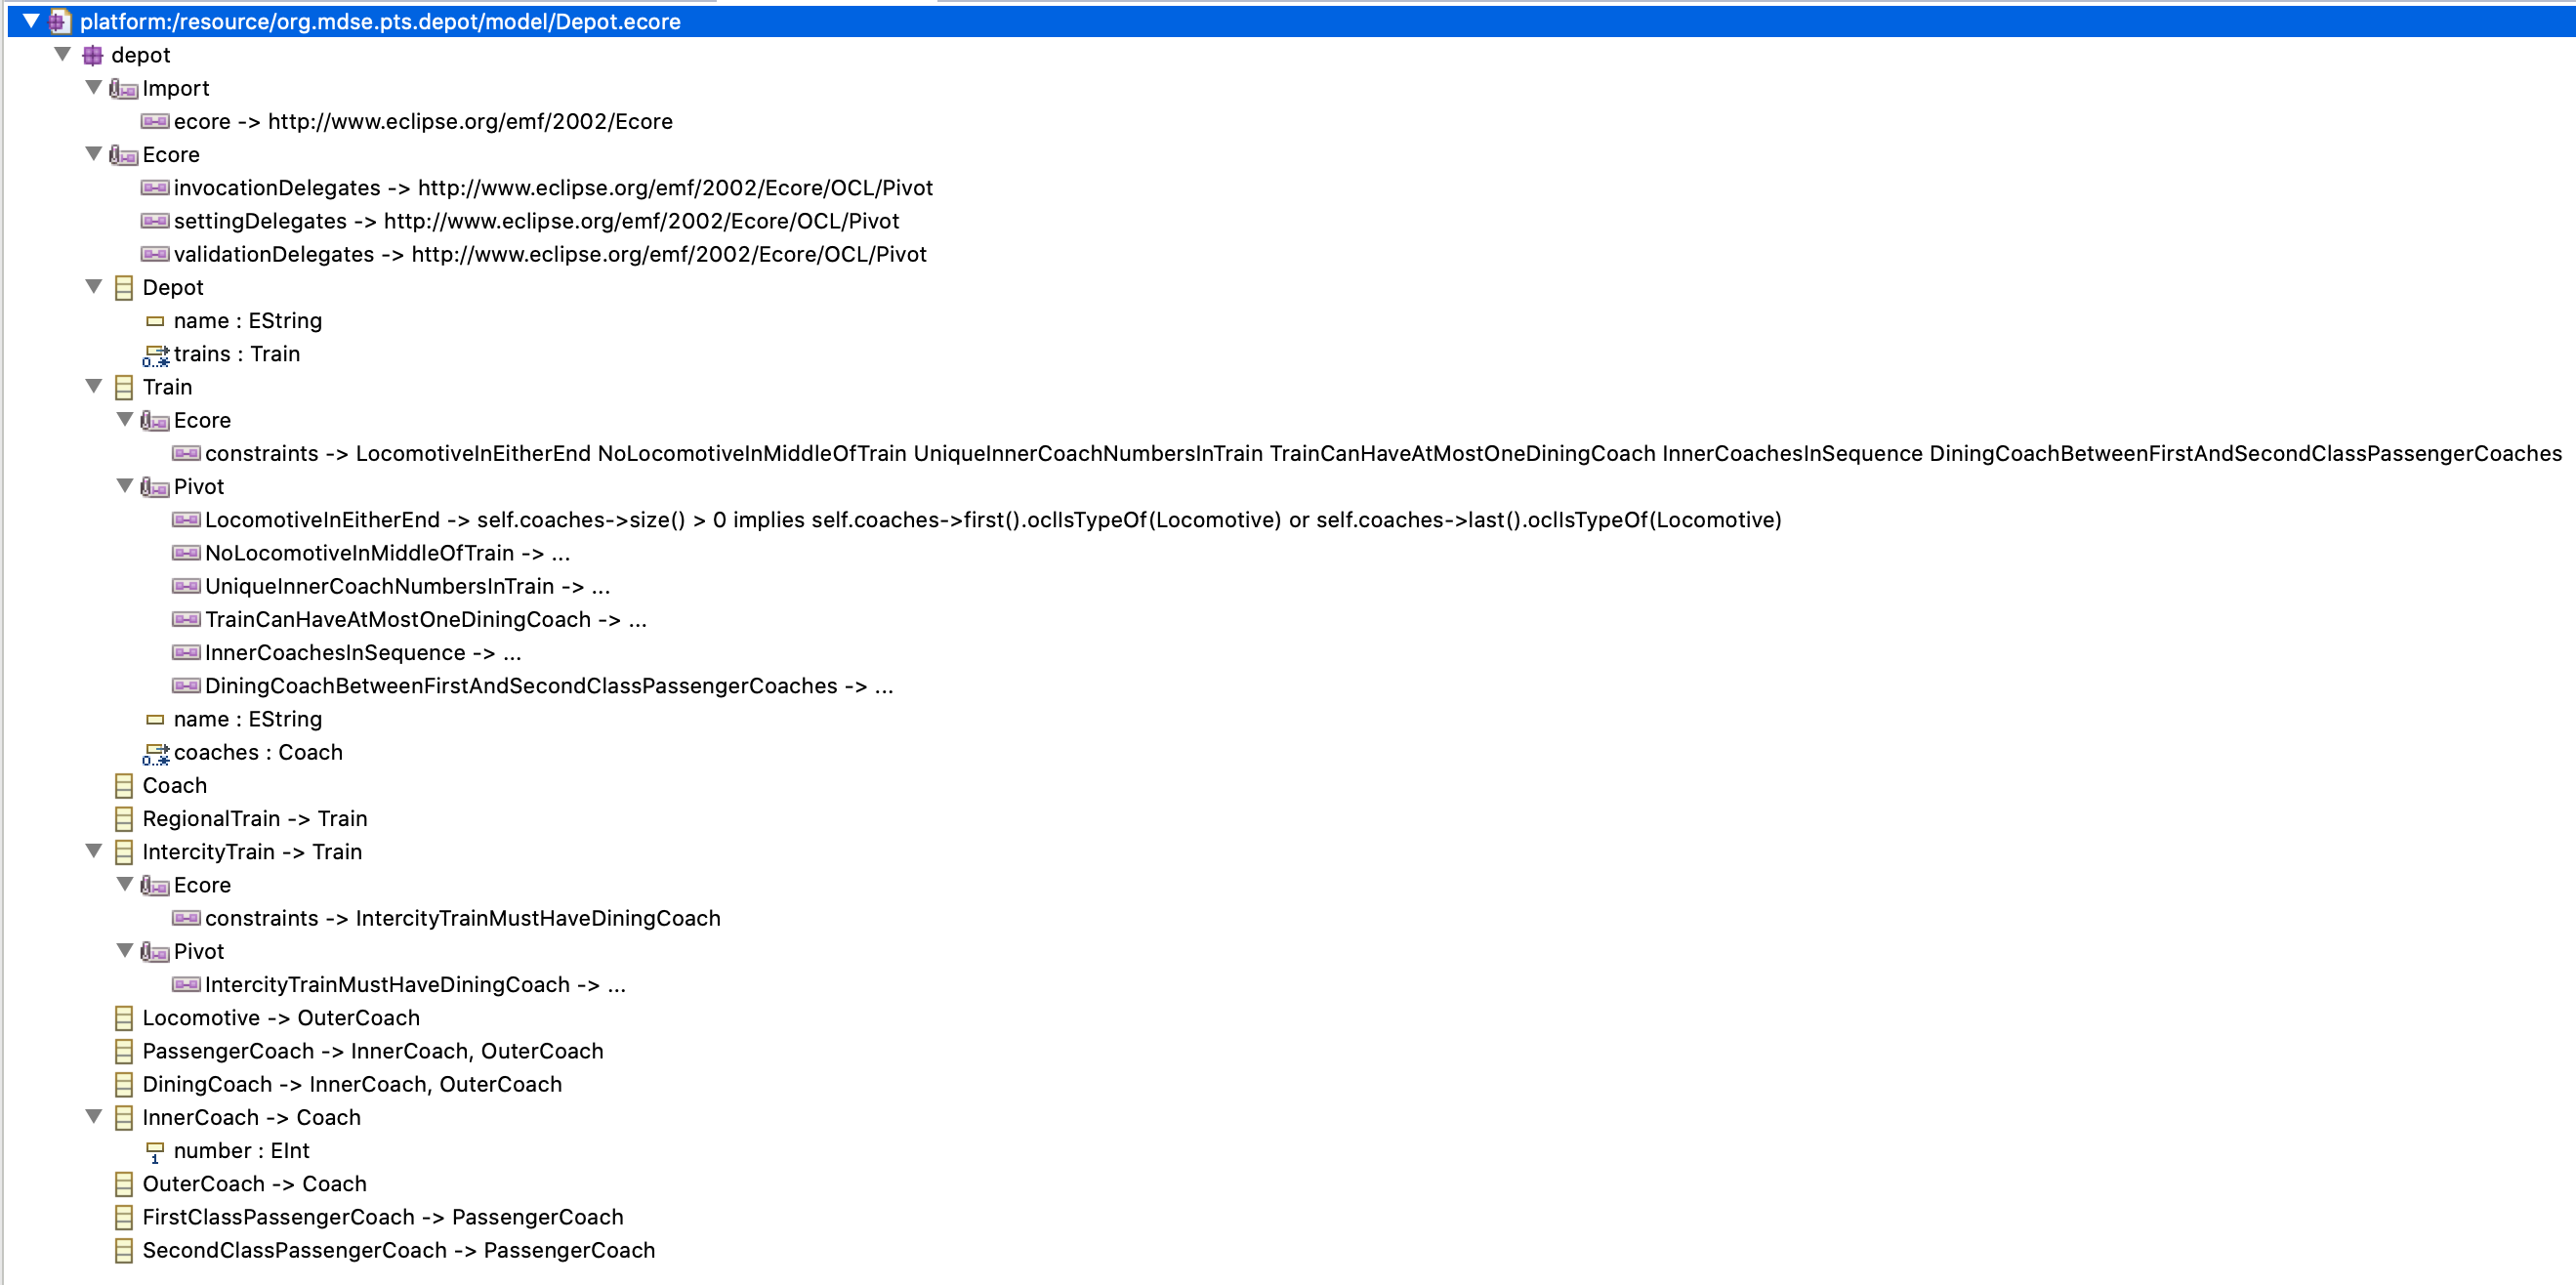 platform:/resource/org.mdse.pts.depot/model/Depot.ecore
depot
Import
ecore -> http://www.eclipse.org/emf/2002/Ecore
Ecore
invocationDelegates -> http://www.eclipse.org/emf/2002/Ecore/OCL/Pivot
settingDelegates -> http://www.eclipse.org/emf/2002/Ecore/OCL/Pivot
validationDelegates -> http://www.eclipse.org/emf/2002/Ecore/OCL/Pivot
Depot
name : EString
trains : Train
Train
Ecore
constraints -> LocomotiveInEitherEnd NoLocomotiveInMiddleOfTrain UniqueInnerCoachNumbersInTrain TrainCanHaveAtMostOneDiningCoach InnerCoachesInSequence DiningCoachBetweenFirstAndSecondClassPassengerCoaches
Pivot
LocomotiveInEitherEnd -> self.coaches->size() > 0 implies self.coaches->first().oclIsTypeOf(Locomotive) or self.coaches->last().oclIsTypeOf(Locomotive)
NoLocomotiveInMiddleOfTrain -> ...
UniqueInnerCoachNumbersInTrain -> ...
TrainCanHaveAtMostOneDiningCoach -> ...
InnerCoachesInSequence -> ...
DiningCoachBetweenFirstAndSecondClassPassengerCoaches -> ...
name : EString
coaches : Coach
Coach
RegionalTrain -> Train
IntercityTrain -> Train
Ecore
constraints -> IntercityTrainMustHaveDiningCoach
Pivot
IntercityTrainMustHaveDiningCoach -> ...
Locomotive -> OuterCoach
PassengerCoach -> InnerCoach, OuterCoach
DiningCoach -> InnerCoach, OuterCoach
InnerCoach -> Coach
number : EInt
OuterCoach -> Coach
FirstClassPassengerCoach -> PassengerCoach
SecondClassPassengerCoach -> PassengerCoach